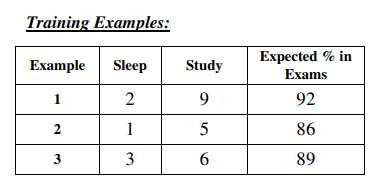 Training Examples:
Example Sleep Study Expected % in Exams
1 2 9 92
2 1 5 86
3 3 6 89